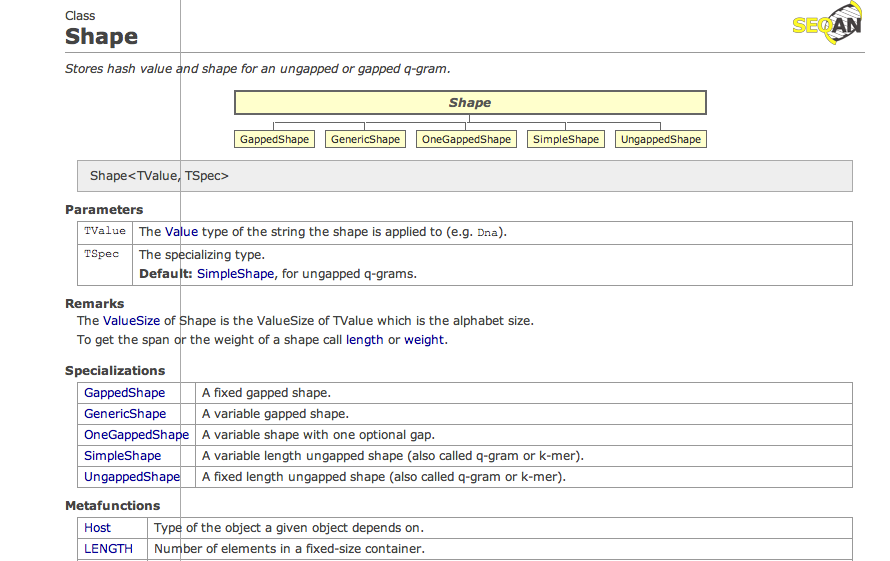 Class
SEQAN
Shape
Stores hash value and shape for an ungapped or gapped q-gram.
Shape
GappedShape GenericShape OneGappedShape SimpleShape UngappedShape
Shape<TValue, TSpec>
Parameters
TValue The Value type of the string the shape is applied to (e.g. Dna).
TSpec The specializing type.
Default: SimpleShape, for ungapped q-grams.
Remarks
The ValueSize of Shape is the ValueSize of TValue which is the alphabet size.
To get the span or the weight of a shape call length or weight.
Specializations
GappedShape A fixed gapped shape.
GenericShape A variable gapped shape.
OneGappedShape A variable shape with one optional gap.
SimpleShape A variable length ungapped shape (also called q-gram or k-mer).
UngappedShape A fixed length ungapped shape (also called q-gram or k-mer).
Metafunctions
Host Type of the object a given object depends on.
LENGTH Number of elements in a fixed-size container.